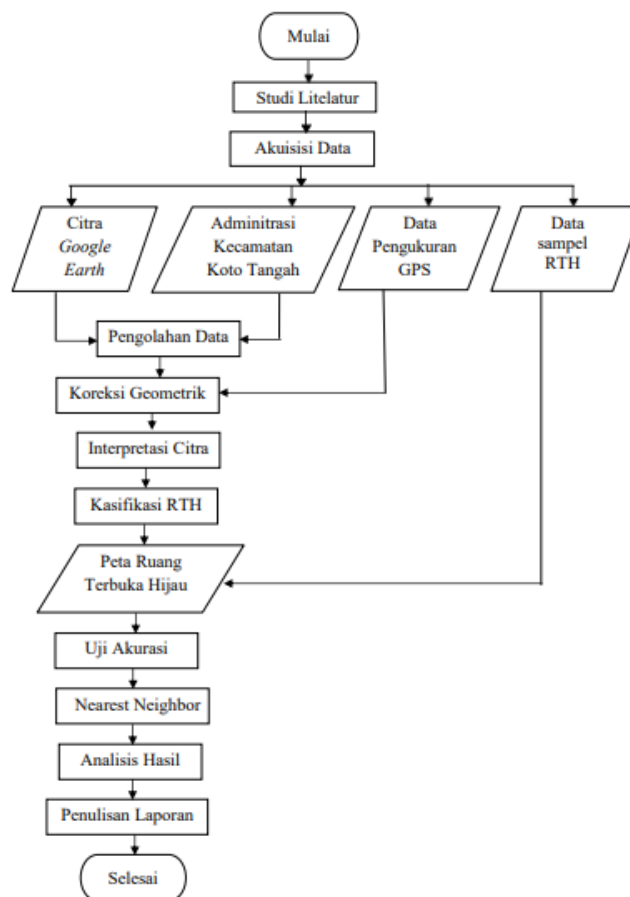 Mulai
Studi Litelatur
Akuisisi Data
Citra
Google
Earth
Adminitrasi
Kecamatan
Koto Tangah
Data
Pengukuran
GPS
Data
sampel
RTH
Pengolahan Data
Koreksi Geometrik
Interpretasi Citra
Kasifikasi RTH
Peta Ruang
Terbuka Hijau
Uji Akurasi
Nearest Neighbor
Analisis Hasil
Penulisan Laporan
Selesai